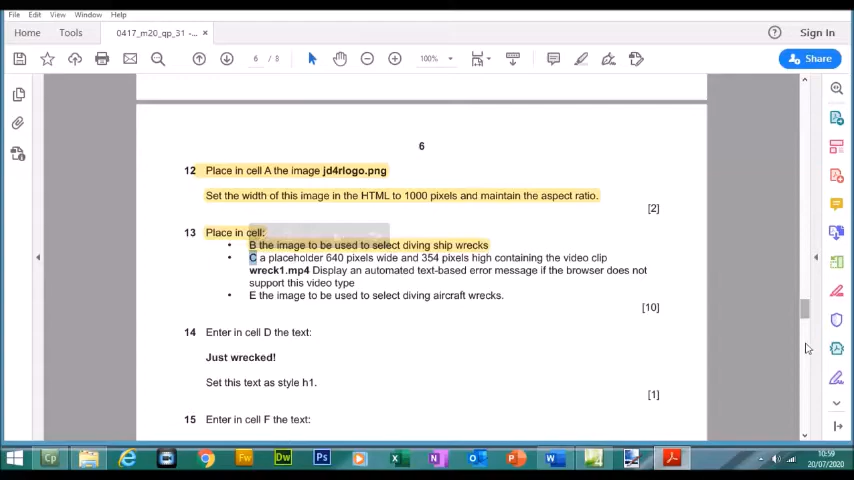 File Edit View Window Help
Home Tools 0417_m20_qp_31 - × Sign In
6 / 8 100% Share
6
12 Place in cell A the image jd4rlogo.png
Set the width of this image in the HTML to 1000 pixels and maintain the aspect ratio.
[2]
13 Place in cell:
• B the image to be used to select diving ship wrecks
• C a placeholder 640 pixels wide and 354 pixels high containing the video clip
wreck1.mp4 Display an automated text-based error message if the browser does not
support this video type
• E the image to be used to select diving aircraft wrecks.
[10]
14 Enter in cell D the text:
Just wrecked!
Set this text as style h1.
[1]
15 Enter in cell F the text:
10:59
20/07/2020